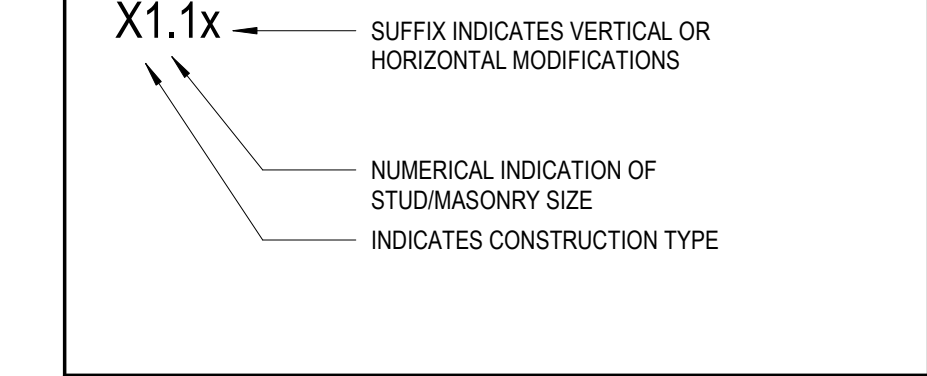 X1.1x
SUFFIX INDICATES VERTICAL OR
HORIZONTAL MODIFICATIONS
NUMERICAL INDICATION OF
STUD/MASONRY SIZE
INDICATES CONSTRUCTION TYPE